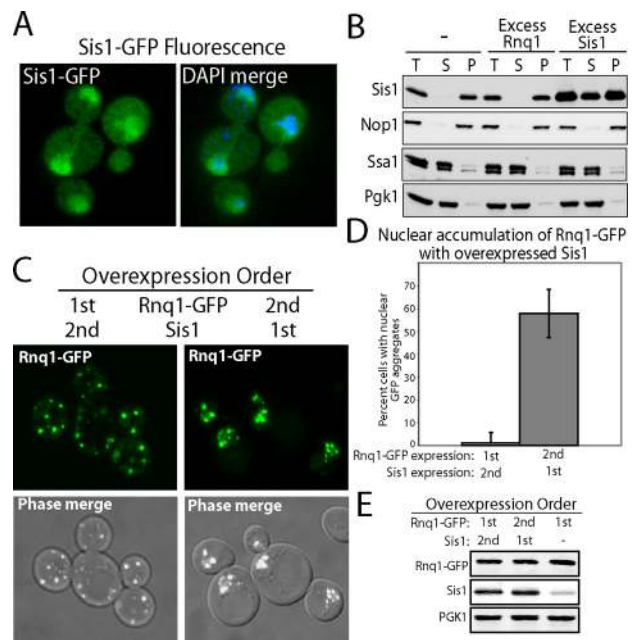 A
Sis1-GFP Fluorescence
Sis1-GFP
DAPI merge
B
- Excess Rnq1 Excess Sis1
T S P T S P T S P
Sis1
Nop1
Ssa1
Pgk1
C
Overexpression Order
1st Rnq1-GFP 2nd
2nd Sis1 1st
Rnq1-GFP
Rnq1-GFP
Phase merge
Phase merge
D
Nuclear accumulation of Rnq1-GFP
with overexpressed Sis1
Percent cells with nuclear
GFP aggregates
70
60
50
40
30
20
10
0
Rnq1-GFP expression: 1st 2nd
Sis1 expression: 2nd 1st
E
Overexpression Order
Rnq1-GFP: 1st 2nd 1st
Sis1: 2nd 1st -
Rnq1-GFP
Sis1
PGK1